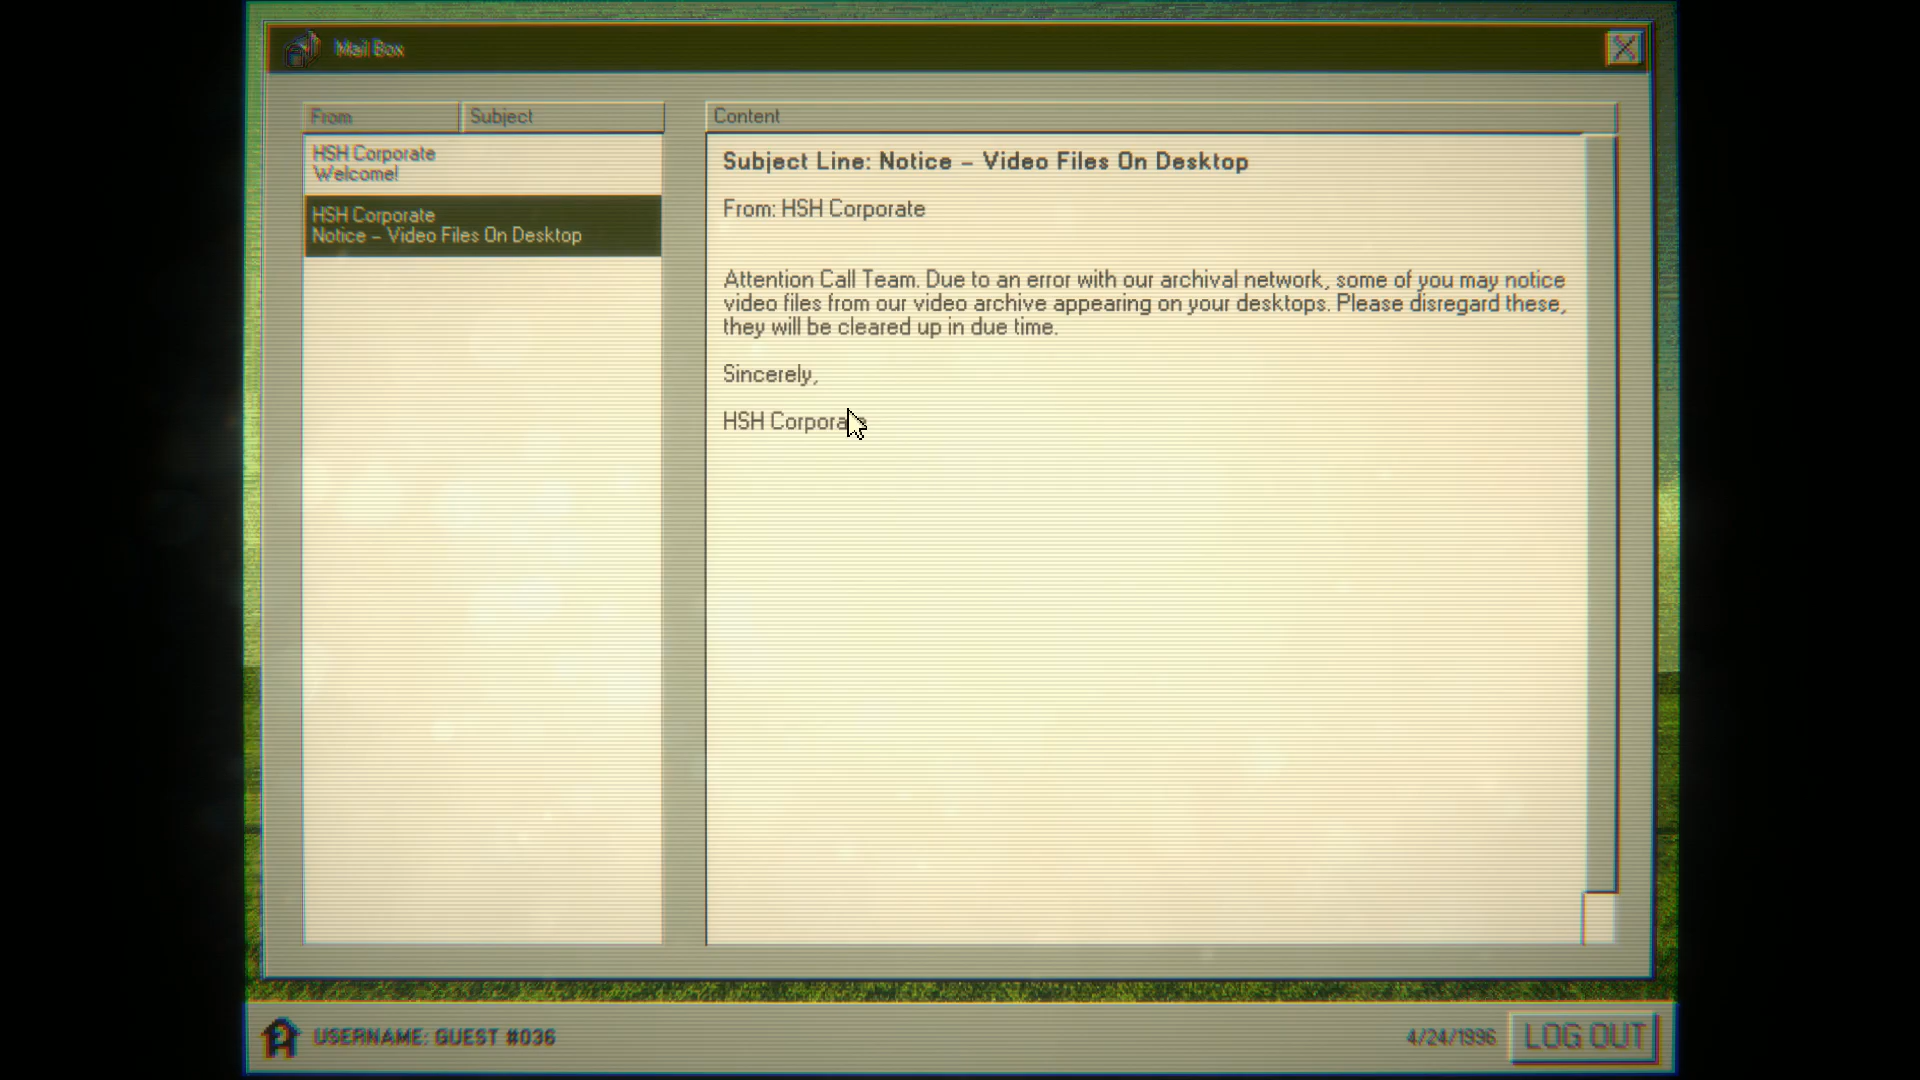 Mail Box
From
Subject
Content
HSH Corporate
Welcome!
HSH Corporate
Notice – Video Files On Desktop
Subject Line: Notice – Video Files On Desktop
From: HSH Corporate
Attention Call Team. Due to an error with our archival network, some of you may notice
video files from our video archive appearing on your desktops. Please disregard these,
they will be cleared up in due time.
Sincerely,
HSH Corporate
USERNAME: GUEST #036
4/24/1996
LOG OUT